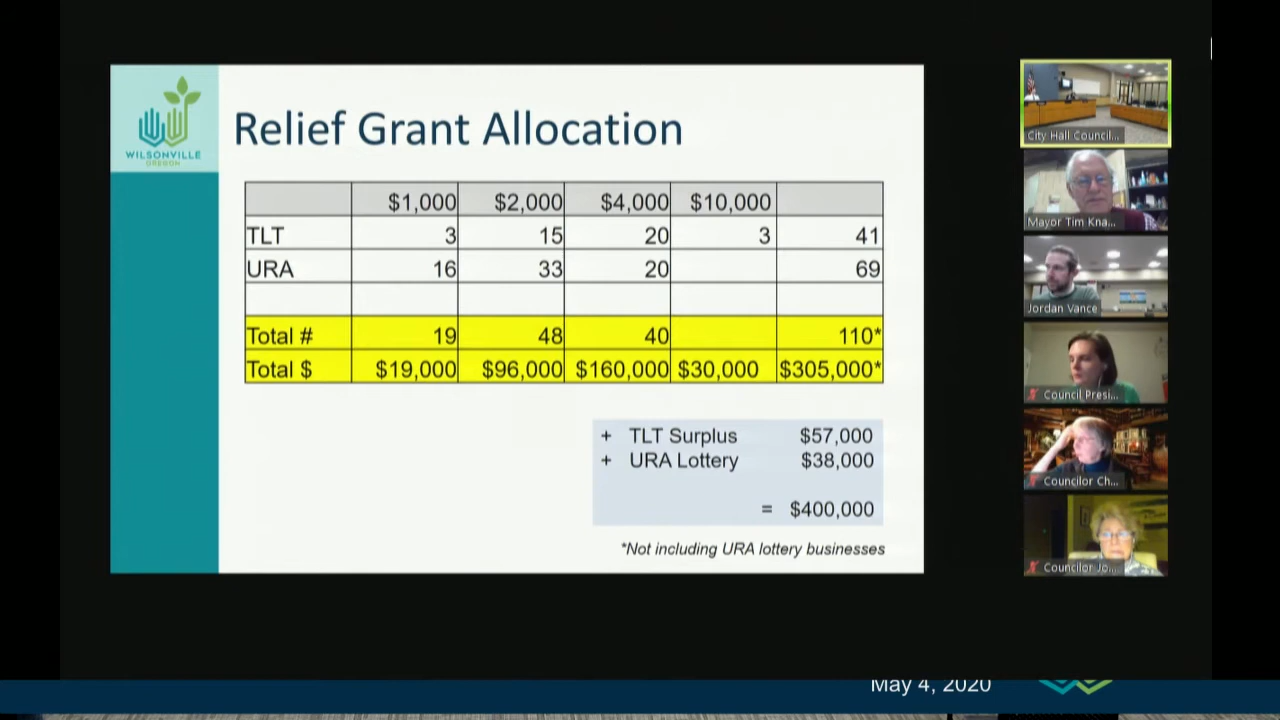 WILSONVILLE
OREGON
Relief Grant Allocation
$1,000 $2,000 $4,000 $10,000
TLT 3 15 20 3 41
URA 16 33 20 69
Total # 19 48 40 110*
Total $ $19,000 $96,000 $160,000 $30,000 $305,000*
+ TLT Surplus $57,000
+ URA Lottery $38,000
= $400,000
*Not including URA lottery businesses
City Hall Council...
Mayor Tim Kna...
Jordan Vance
Council Presi...
Councilor Ch...
Councilor Jo...
May 4, 2020